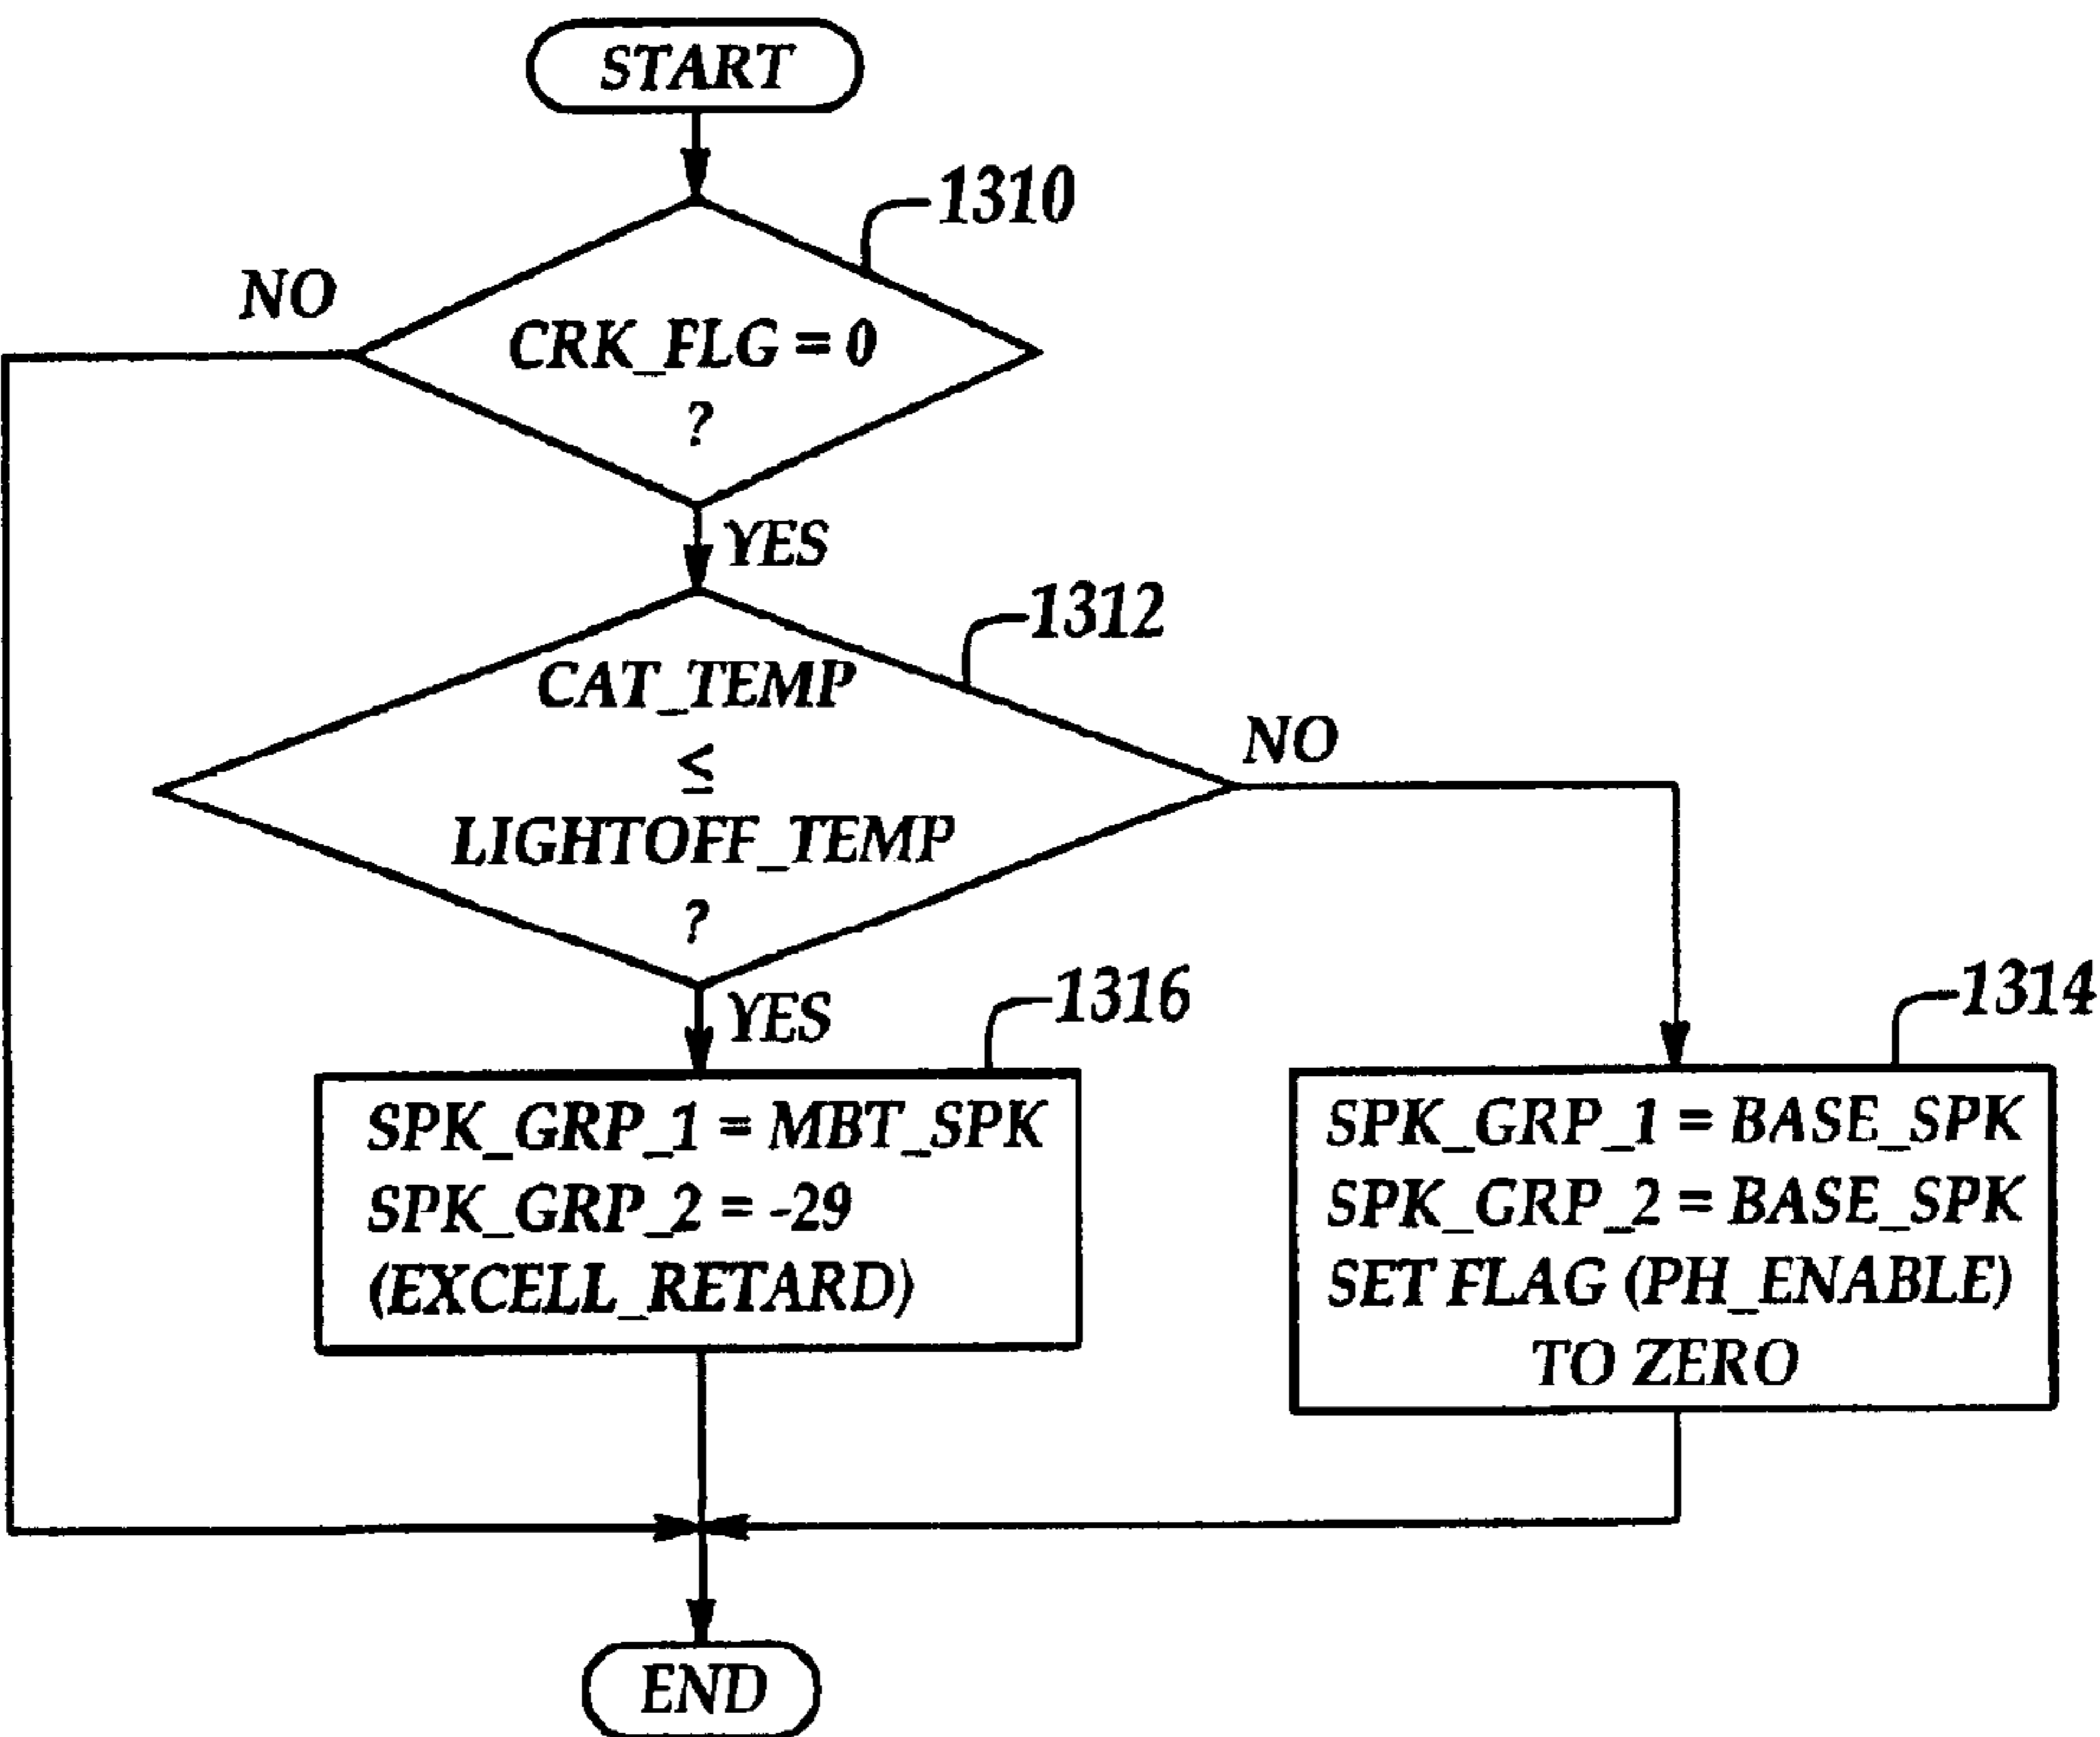 START
1310
NO
CRK_FLG = 0
?
YES
1312
CAT_TEMP
≤
LIGHTOFF_TEMP
?
NO
YES
1316
SPK_GRP_1 = MBT_SPK
SPK_GRP_2 = -29
(EXCELL_RETARD)
1314
SPK_GRP_1 = BASE_SPK
SPK_GRP_2 = BASE_SPK
SET FLAG (PH_ENABLE)
TO ZERO
END